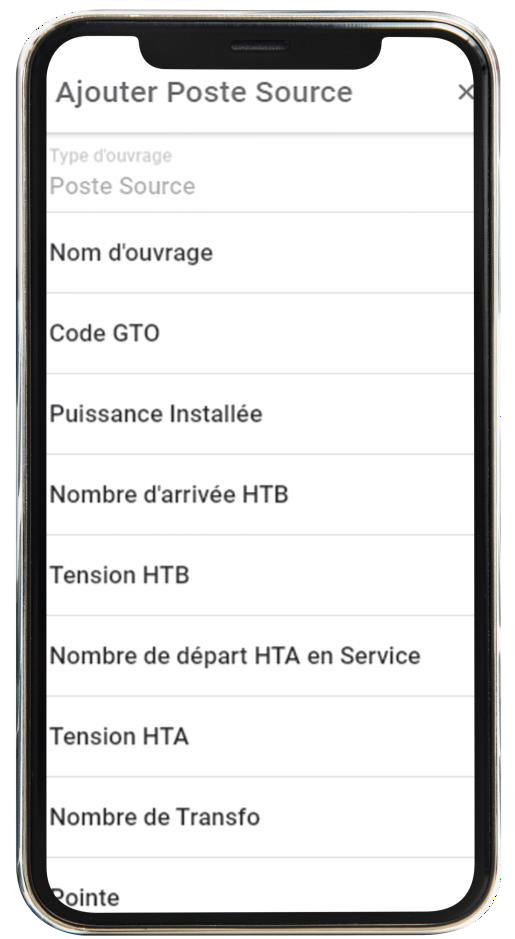 Ajouter Poste Source ×
Type d'ouvrage
Poste Source
Nom d'ouvrage
Code GTO
Puissance Installée
Nombre d'arrivée HTB
Tension HTB
Nombre de départ HTA en Service
Tension HTA
Nombre de Transfo
Pointe